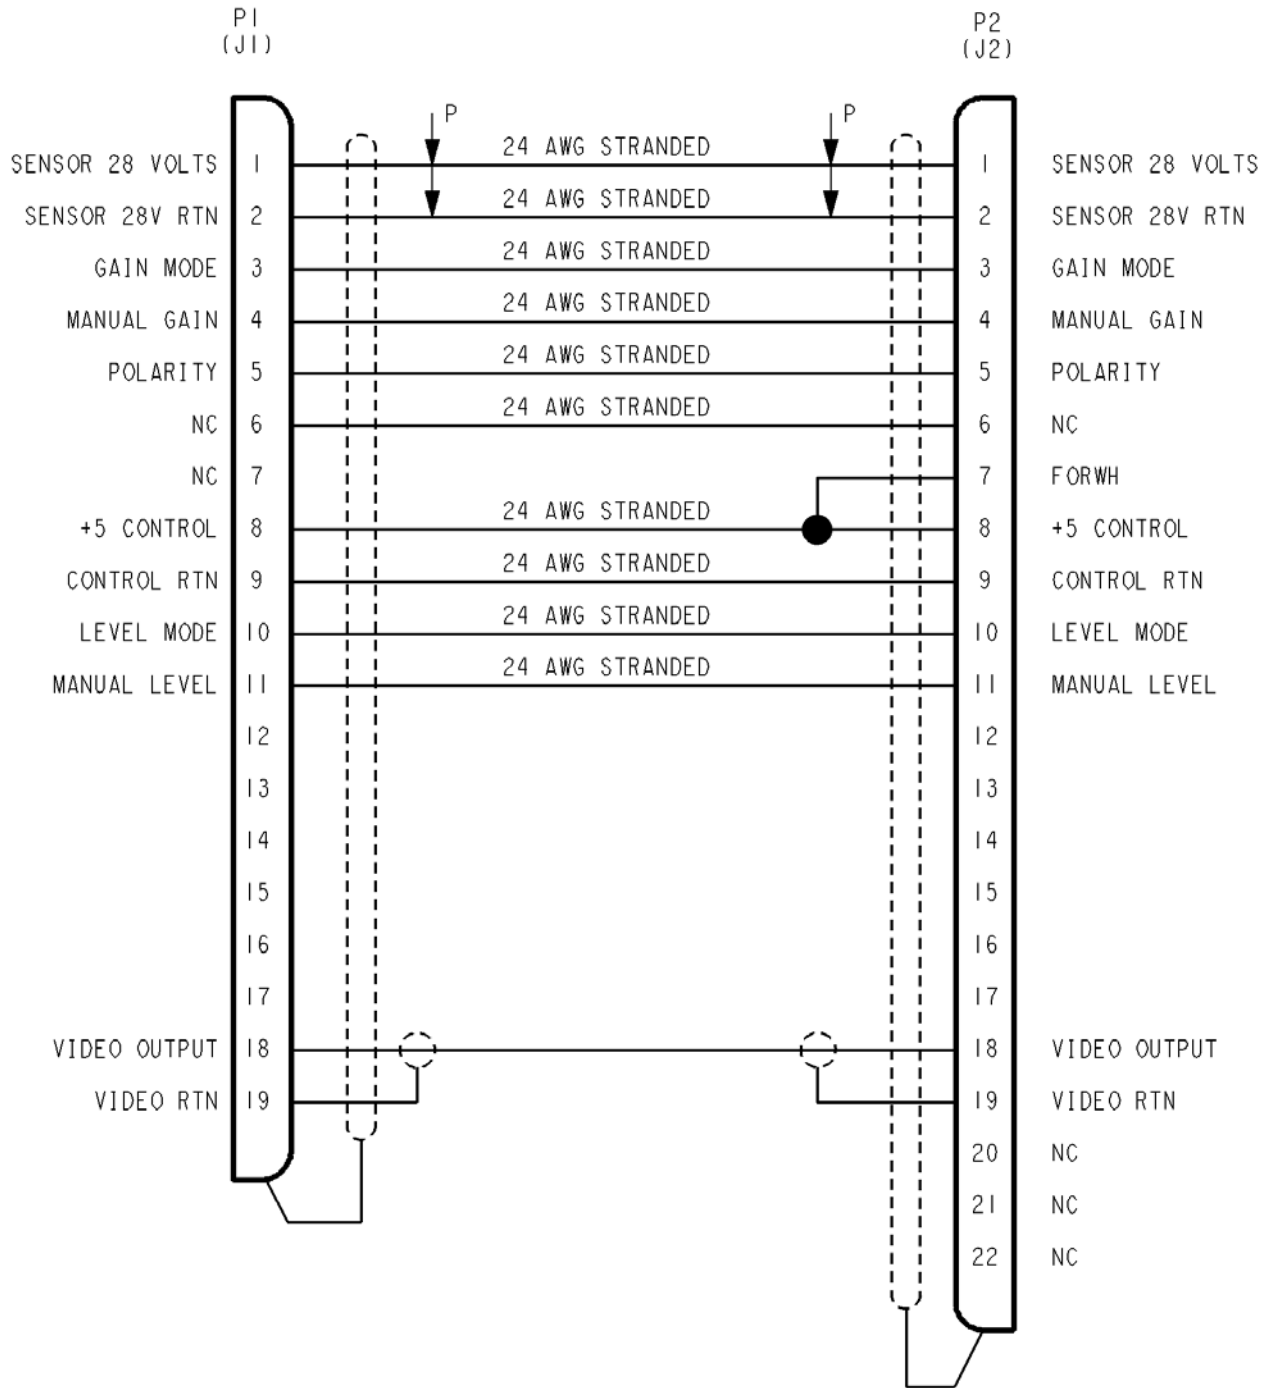 P1
(J1)
P2
(J2)
P
P
24 AWG STRANDED
SENSOR 28 VOLTS 1 1 SENSOR 28 VOLTS
24 AWG STRANDED
SENSOR 28V RTN 2 2 SENSOR 28V RTN
24 AWG STRANDED
GAIN MODE 3 3 GAIN MODE
24 AWG STRANDED
MANUAL GAIN 4 4 MANUAL GAIN
24 AWG STRANDED
POLARITY 5 5 POLARITY
24 AWG STRANDED
NC 6 6 NC
NC 7 7 FORWH
24 AWG STRANDED
+5 CONTROL 8 8 +5 CONTROL
24 AWG STRANDED
CONTROL RTN 9 9 CONTROL RTN
24 AWG STRANDED
LEVEL MODE 10 10 LEVEL MODE
24 AWG STRANDED
MANUAL LEVEL 11 11 MANUAL LEVEL
12 12
13 13
14 14
15 15
16 16
17 17
VIDEO OUTPUT 18 18 VIDEO OUTPUT
VIDEO RTN 19 19 VIDEO RTN
20 NC
21 NC
22 NC